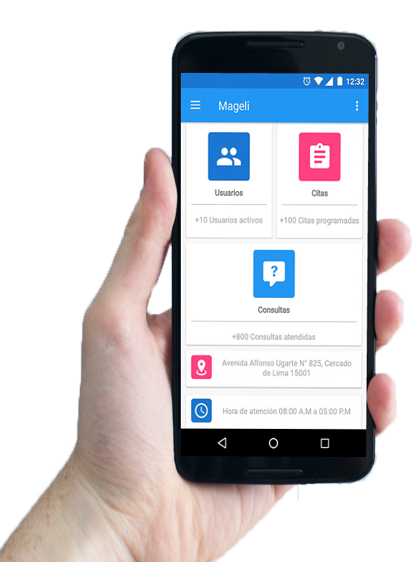 12:32
Mageli
Usuarios
Citas
+10 Usuarios activos
+100 Citas programadas
?
Consultas
+800 Consultas atendidas
Avenida Alfonso Ugarte N° 825, Cercado
de Lima 15001
Hora de atención 08:00 A.M a 05:00 P.M